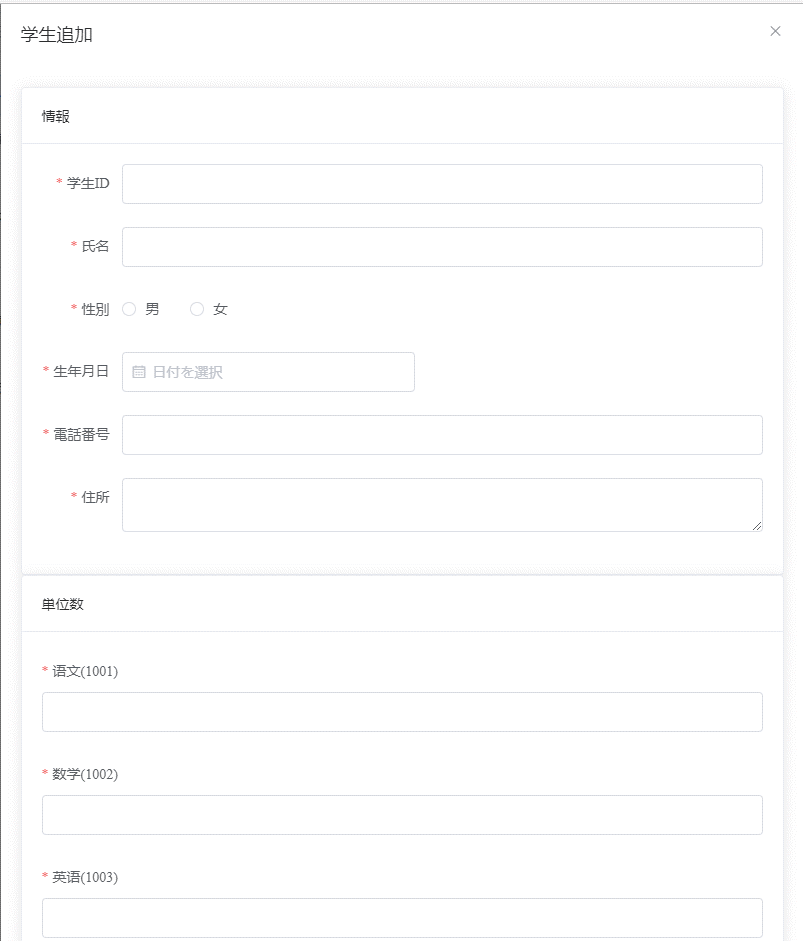 学生追加
情報
* 学生ID
* 氏名
* 性別 男 女
* 生年月日 日付を選択
* 電話番号
* 住所
単位数
* 语文(1001)
* 数学(1002)
* 英语(1003)